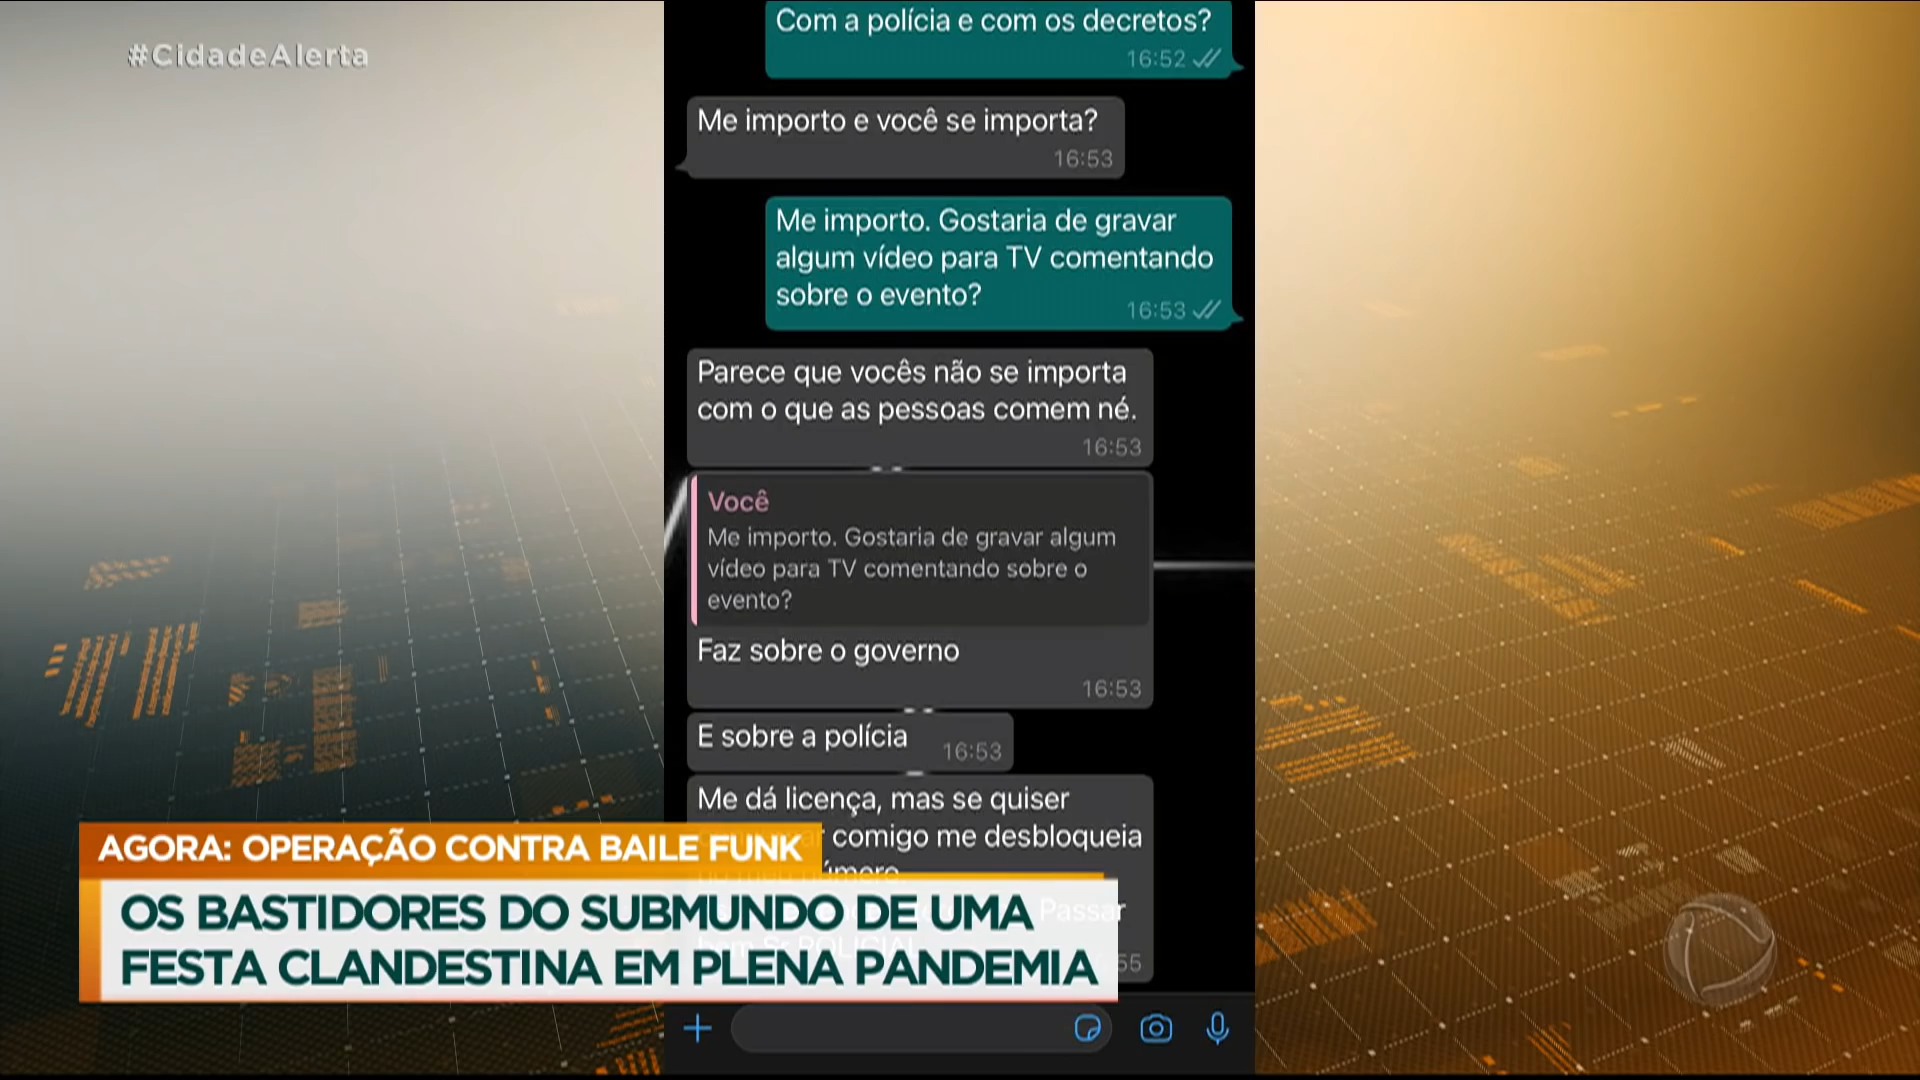 #CidadeAlerta
Com a polícia e com os decretos?
16:52
Me importo e você se importa?
16:53
Me importo. Gostaria de gravar
algum vídeo para TV comentando
sobre o evento?
16:53
Parece que vocês não se importa
com o que as pessoas comem né.
16:53
Você
Me importo. Gostaria de gravar algum
vídeo para TV comentando sobre o
evento?
Faz sobre o governo
16:53
E sobre a polícia
16:53
Me dá licença, mas se quiser
comigo me desbloqueia
Passar
55
AGORA: OPERAÇÃO CONTRA BAILE FUNK
OS BASTIDORES DO SUBMUNDO DE UMA
FESTA CLANDESTINA EM PLENA PANDEMIA